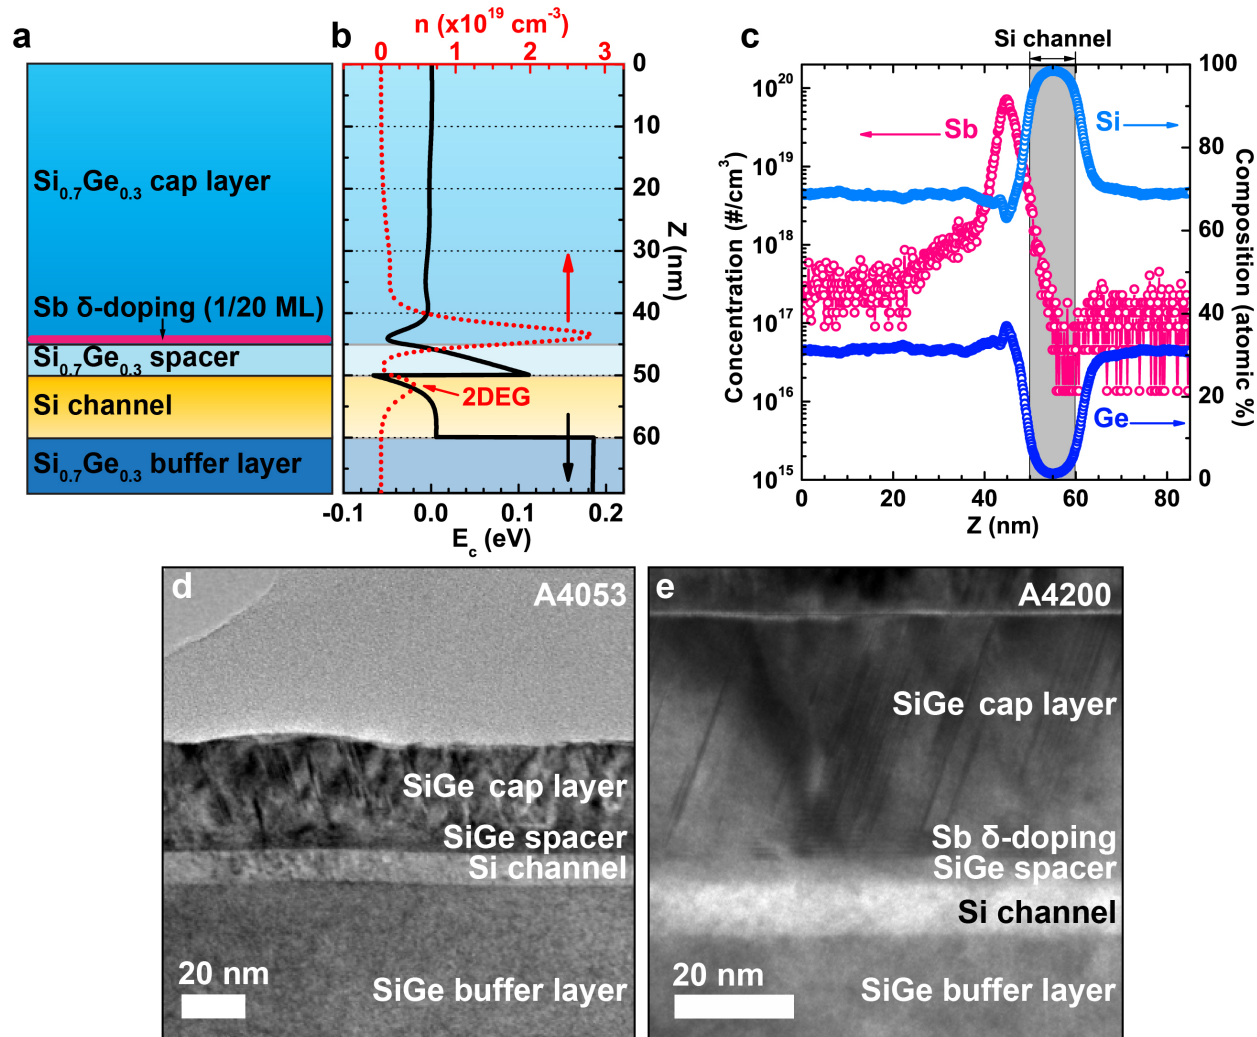 a
Si0.7Ge0.3 cap layer
Sb δ-doping (1/20 ML)
Si0.7Ge0.3 spacer
Si channel
Si0.7Ge0.3 buffer layer
b
n (x10^19 cm^-3)
0 1 2 3
0
10
20
30
40
50
60
Z (nm)
2DEG
-0.1 0.0 0.1 0.2
Ec (eV)
c
Si channel
10^20
10^19
10^18
10^17
10^16
10^15
Concentration (#/cm^3)
Sb
Si
Ge
100
80
60
40
20
0
Composition (atomic %)
0 20 40 60 80
Z (nm)
d
A4053
SiGe cap layer
SiGe spacer
Si channel
20 nm
SiGe buffer layer
e
A4200
SiGe cap layer
Sb δ-doping
SiGe spacer
Si channel
20 nm
SiGe buffer layer